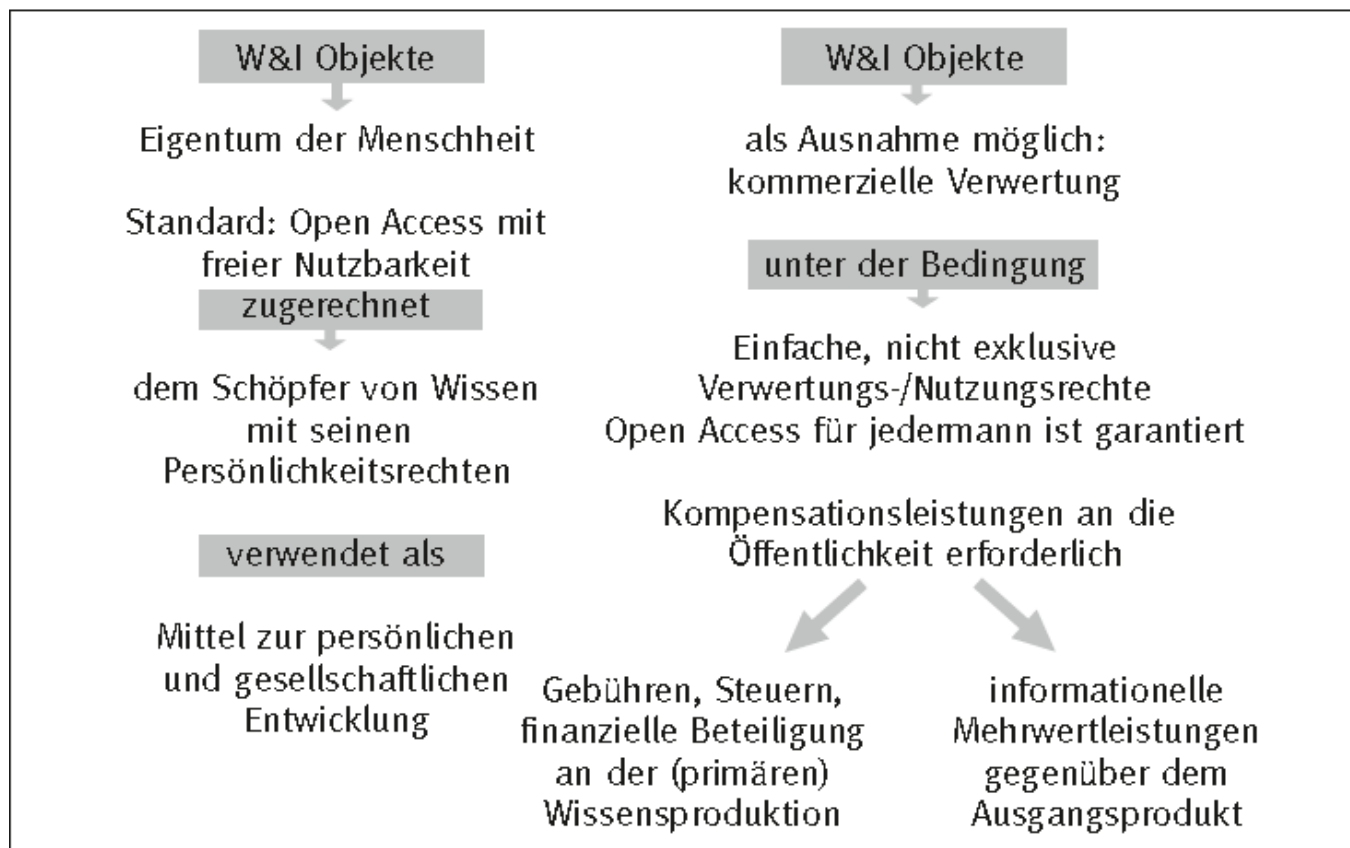 W&I Objekte
Eigentum der Menschheit
Standard: Open Access mit
freier Nutzbarkeit
zugerechnet
dem Schöpfer von Wissen
mit seinen
Persönlichkeitsrechten
verwendet als
Mittel zur persönlichen
und gesellschaftlichen
Entwicklung
W&I Objekte
als Ausnahme möglich:
kommerzielle Verwertung
unter der Bedingung
Einfache, nicht exklusive
Verwertungs-/Nutzungsrechte
Open Access für jedermann ist garantiert
Kompensationsleistungen an die
Öffentlichkeit erforderlich
Gebühren, Steuern,
finanzielle Beteiligung
an der (primären)
Wissensproduktion
informationelle
Mehrwertleistungen
gegenüber dem
Ausgangsprodukt